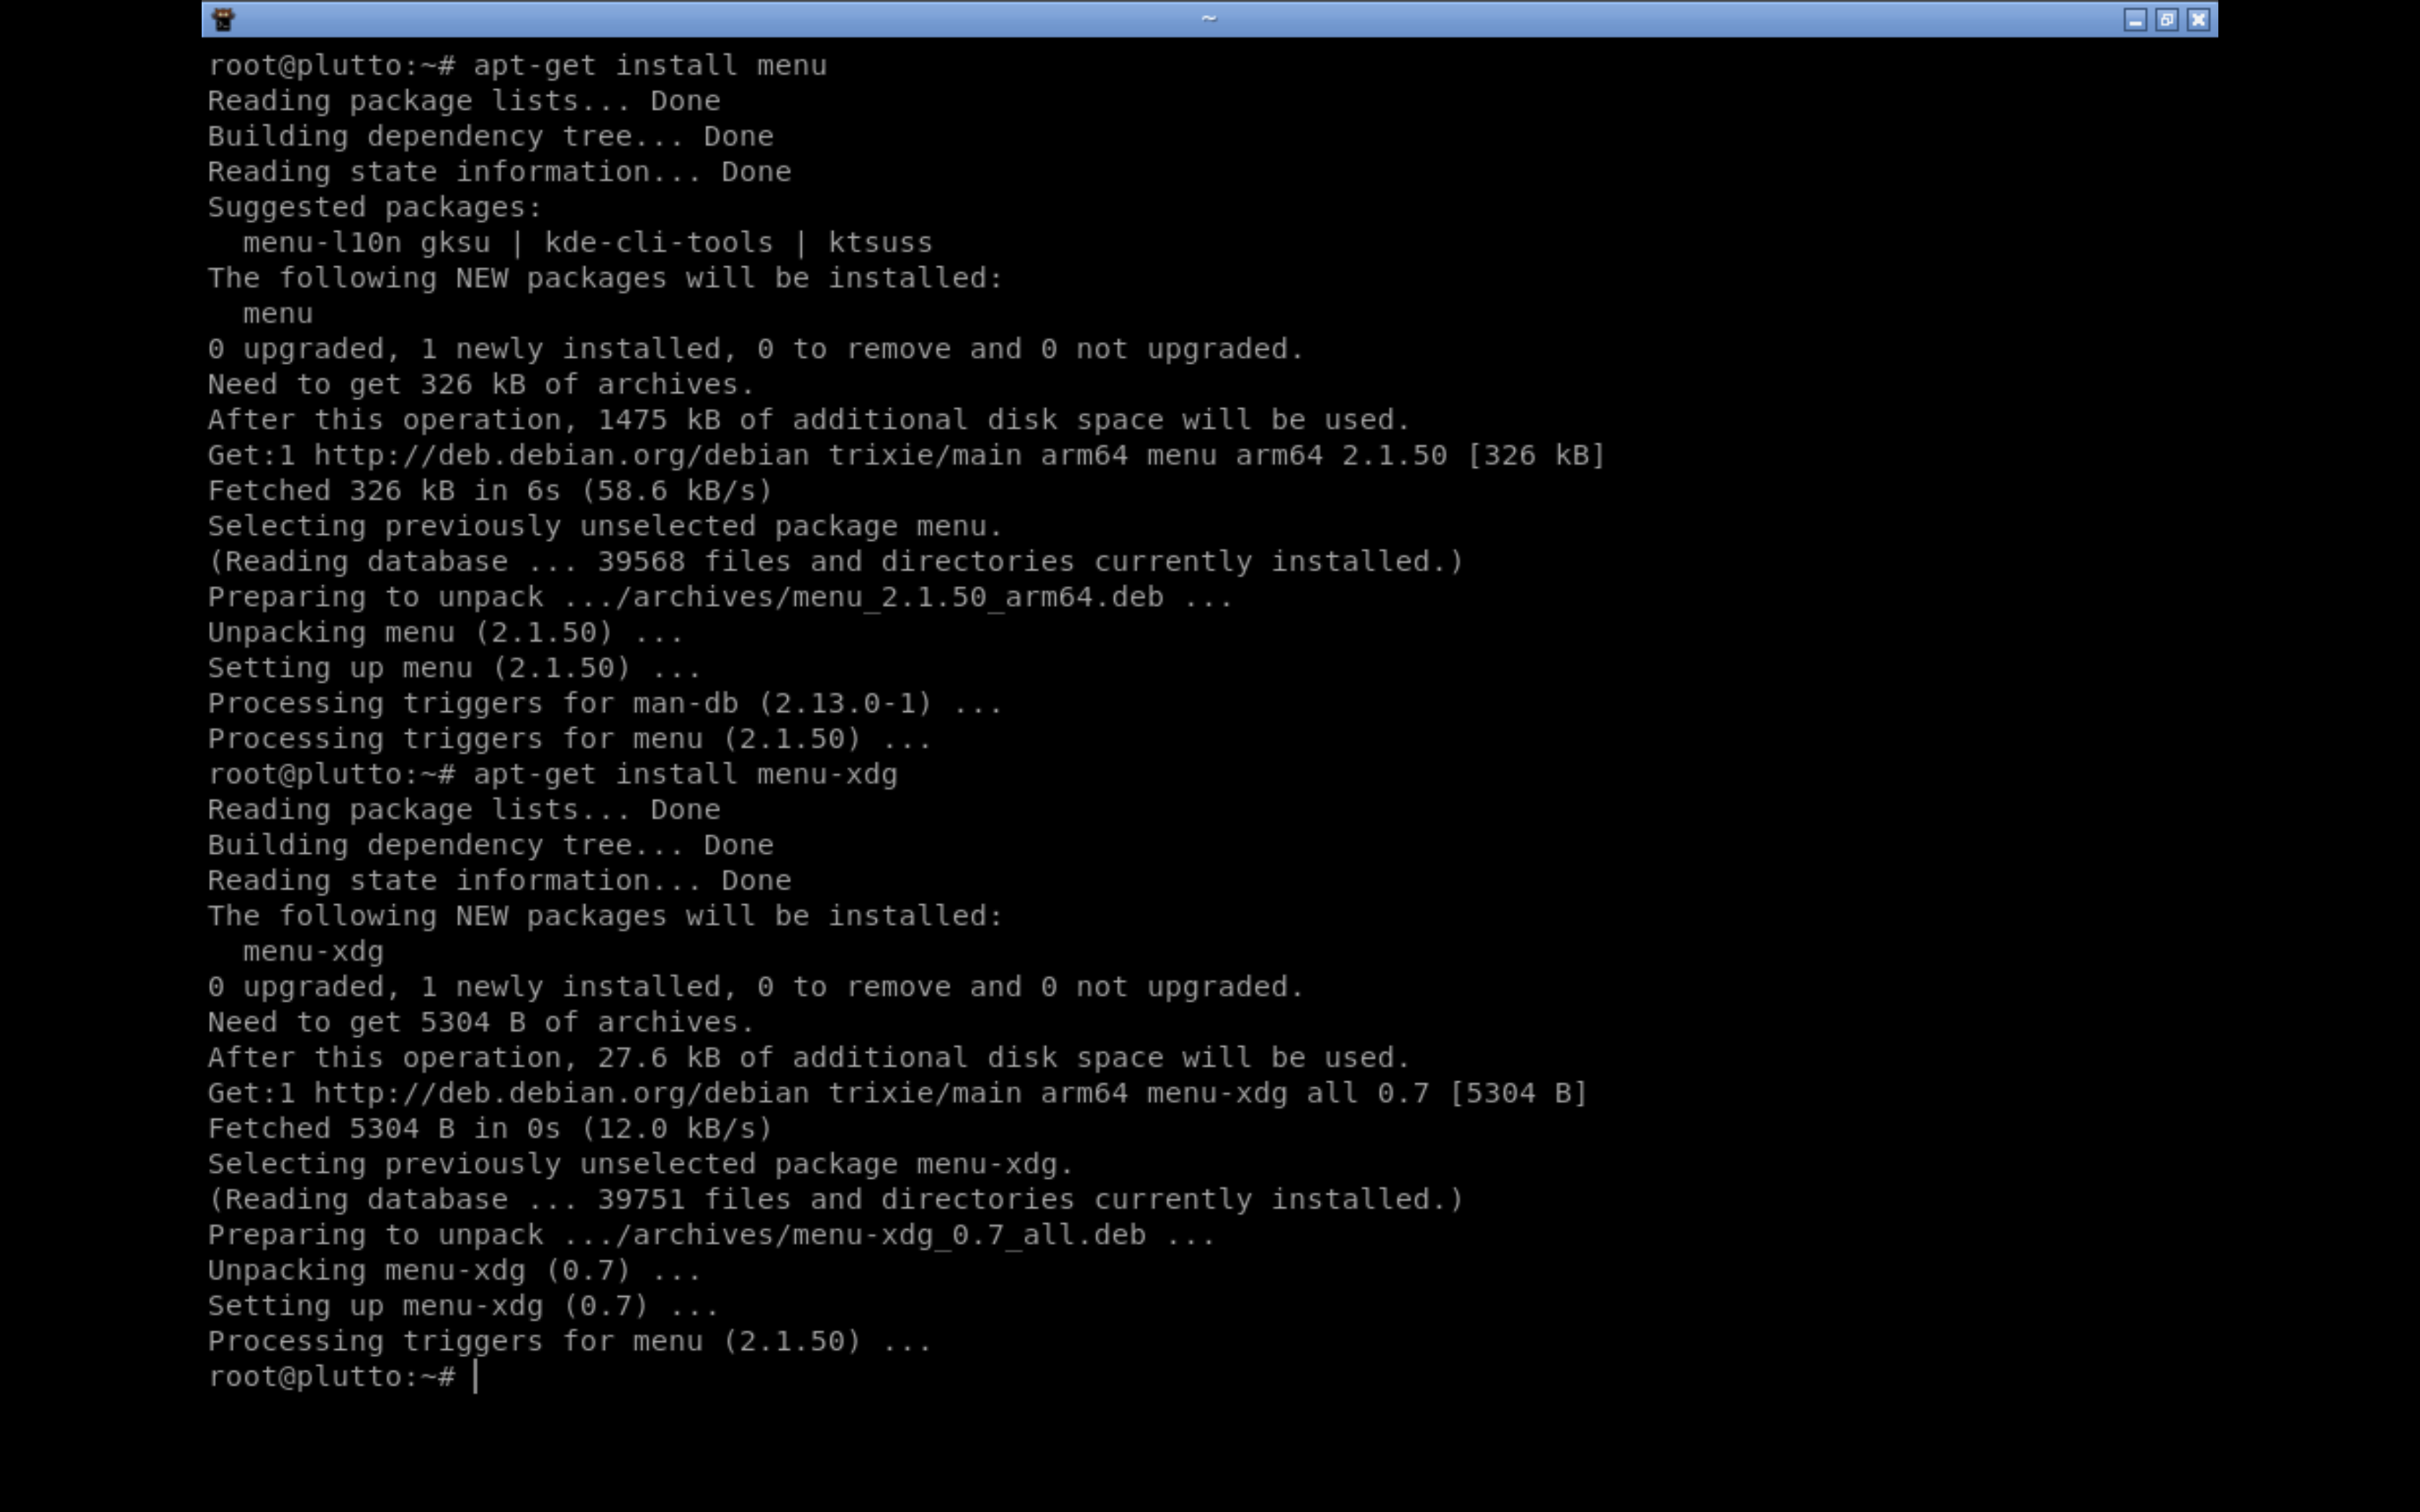 ~
root@plutto:~# apt-get install menu
Reading package lists... Done
Building dependency tree... Done
Reading state information... Done
Suggested packages:
  menu-l10n gksu | kde-cli-tools | ktsuss
The following NEW packages will be installed:
  menu
0 upgraded, 1 newly installed, 0 to remove and 0 not upgraded.
Need to get 326 kB of archives.
After this operation, 1475 kB of additional disk space will be used.
Get:1 http://deb.debian.org/debian trixie/main arm64 menu arm64 2.1.50 [326 kB]
Fetched 326 kB in 6s (58.6 kB/s)
Selecting previously unselected package menu.
(Reading database ... 39568 files and directories currently installed.)
Preparing to unpack .../archives/menu_2.1.50_arm64.deb ...
Unpacking menu (2.1.50) ...
Setting up menu (2.1.50) ...
Processing triggers for man-db (2.13.0-1) ...
Processing triggers for menu (2.1.50) ...
root@plutto:~# apt-get install menu-xdg
Reading package lists... Done
Building dependency tree... Done
Reading state information... Done
The following NEW packages will be installed:
  menu-xdg
0 upgraded, 1 newly installed, 0 to remove and 0 not upgraded.
Need to get 5304 B of archives.
After this operation, 27.6 kB of additional disk space will be used.
Get:1 http://deb.debian.org/debian trixie/main arm64 menu-xdg all 0.7 [5304 B]
Fetched 5304 B in 0s (12.0 kB/s)
Selecting previously unselected package menu-xdg.
(Reading database ... 39751 files and directories currently installed.)
Preparing to unpack .../archives/menu-xdg_0.7_all.deb ...
Unpacking menu-xdg (0.7) ...
Setting up menu-xdg (0.7) ...
Processing triggers for menu (2.1.50) ...
root@plutto:~#